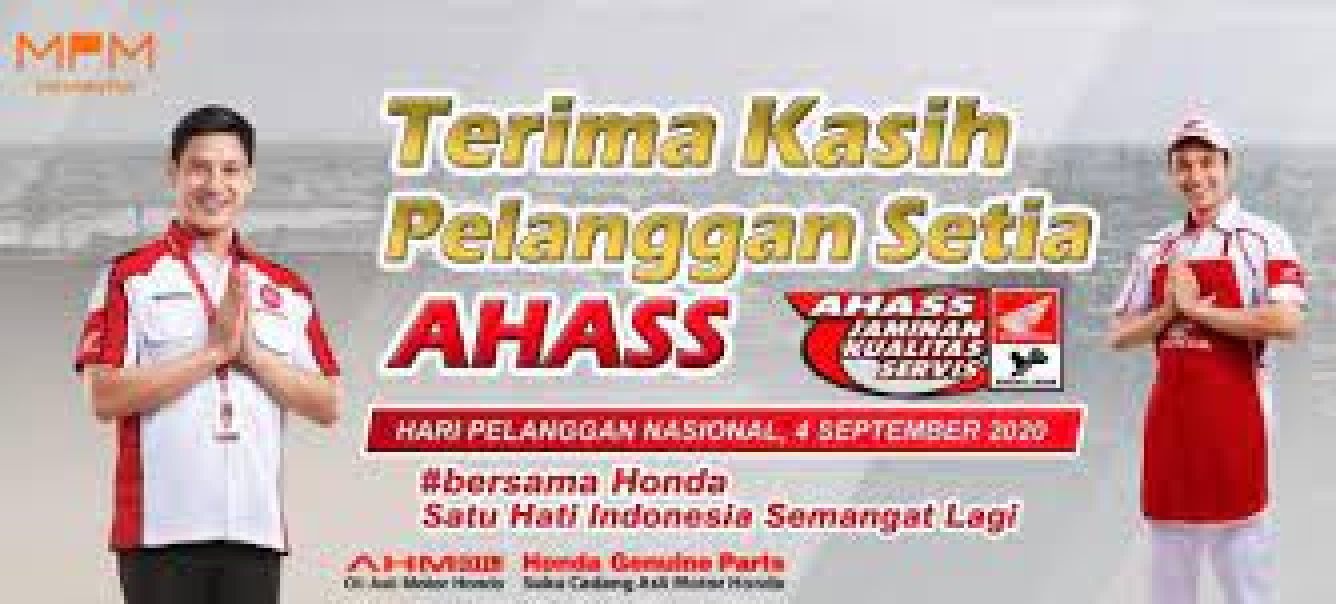 MPM
Terima Kasih
Pelanggan Setia
AHASS
AHASS
JAMINAN
KUALITAS
SERVIS
HARI PELANGGAN NASIONAL, 4 SEPTEMBER 2020
#bersama Honda
Satu Hati Indonesia Semangat Lagi
AHM OIL Honda Genuine Parts
Oli Asli Motor Honda Suku Cadang Asli Motor Honda